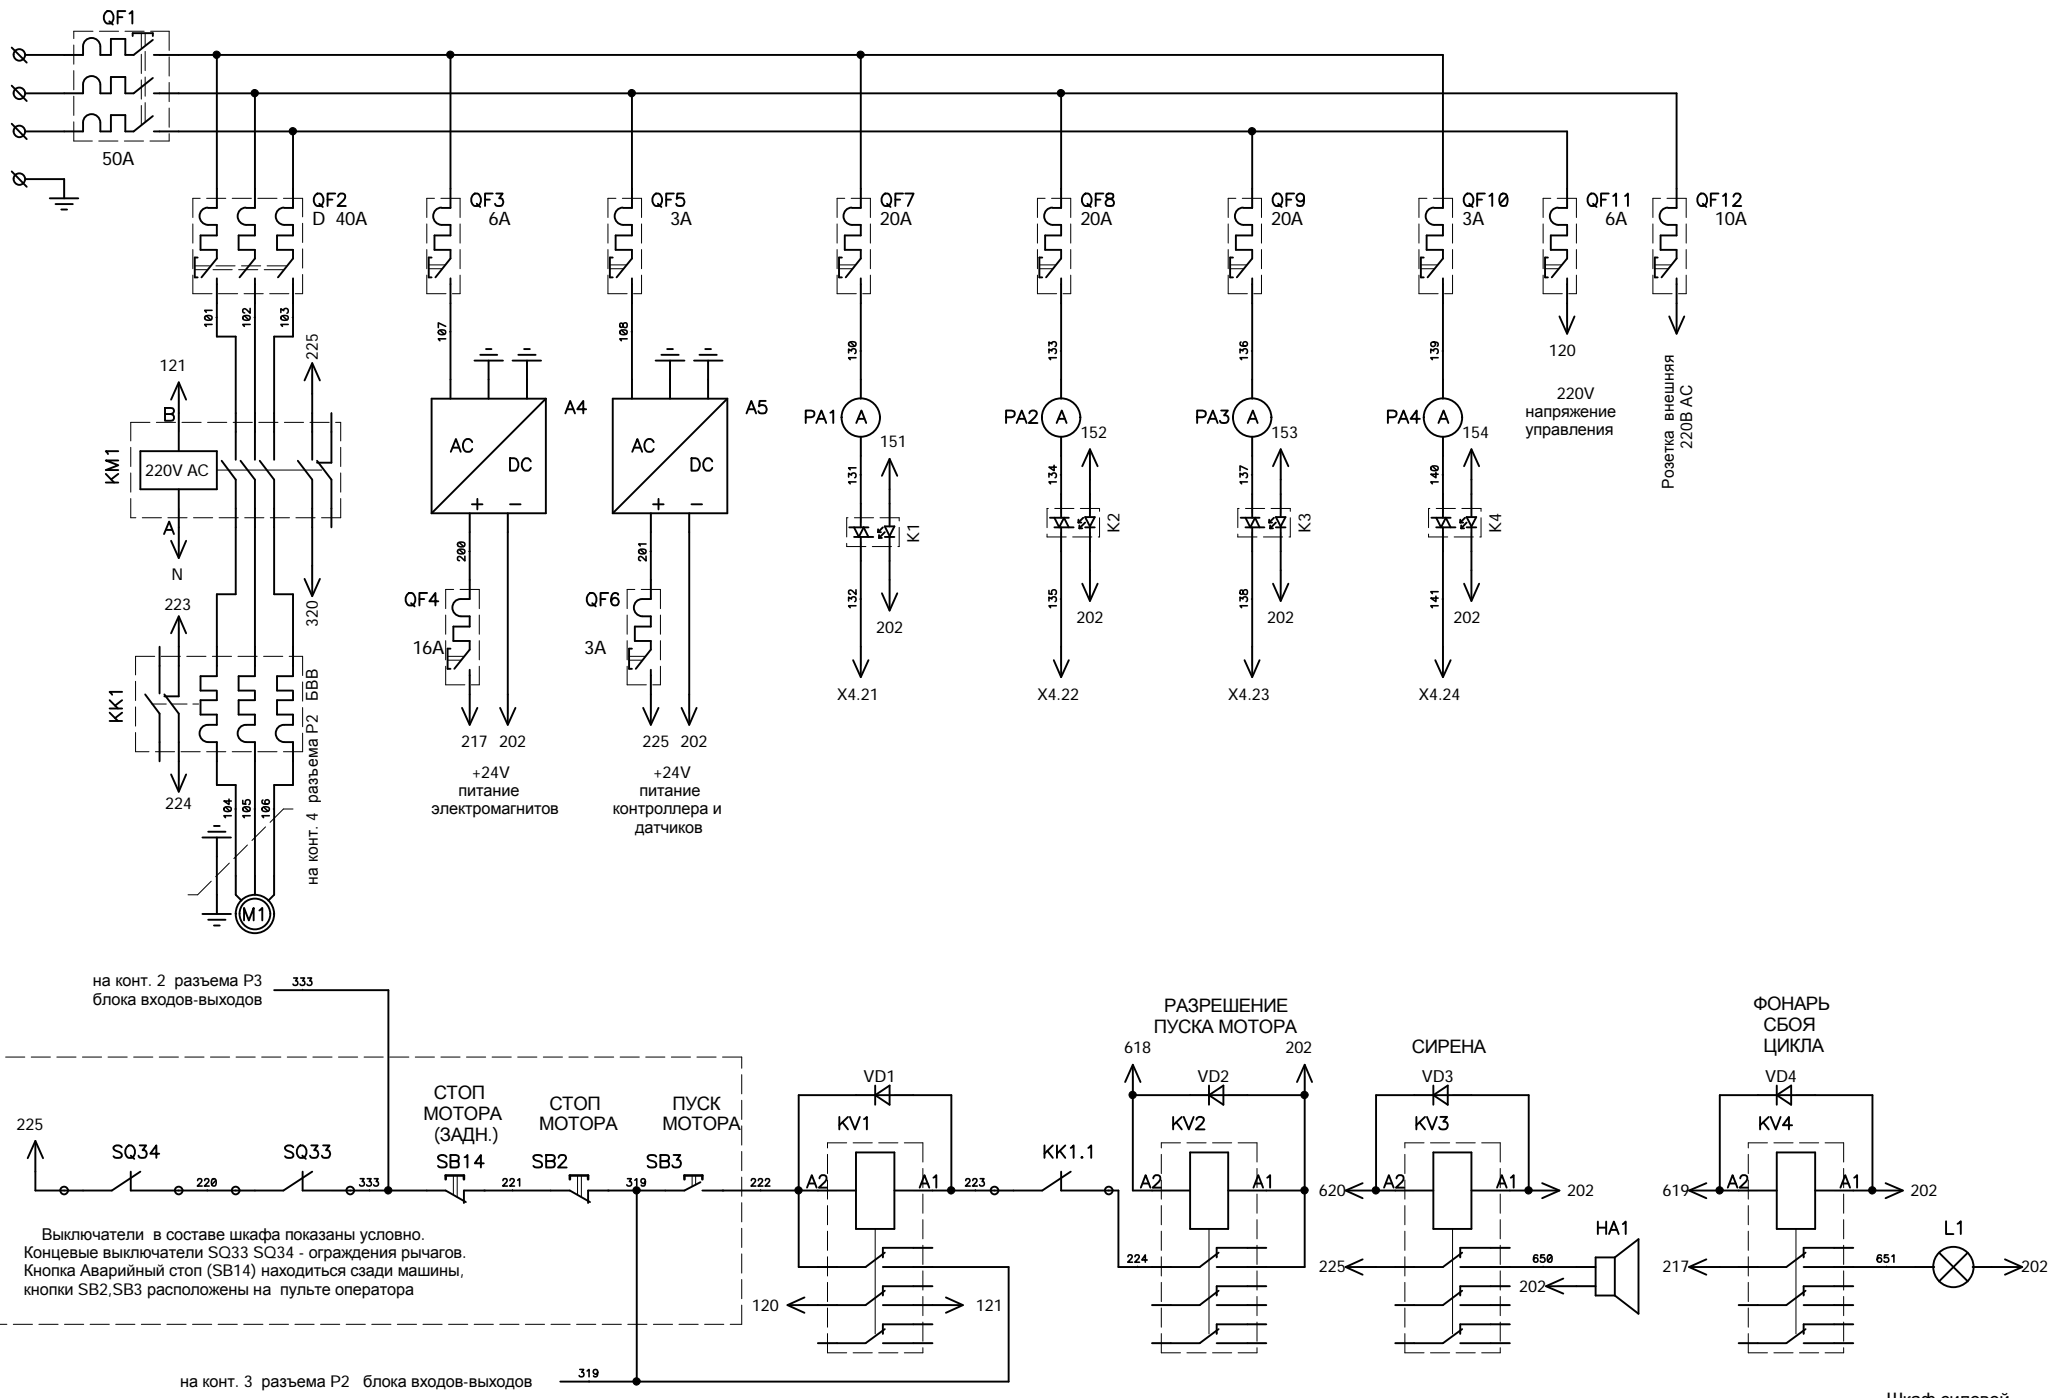 QF1
50A
QF2
D 40A
QF3
6A
QF5
3A
QF7
20A
QF8
20A
QF9
20A
QF10
3A
QF11
6A
QF12
10A
101
102
103
107
108
130
133
136
139
225
120
220V
напряжение
управления
Розетка внешняя
220В АС
121
B
KM1
220V AC
A
N
320
A4
AC
DC
+ −
A5
AC
DC
+ −
PA1
A
151
PA2
A
152
PA3
A
153
PA4
A
154
131
134
137
140
K1
K2
K3
K4
200
201
132
135
138
141
202
202
202
202
X4.21
X4.22
X4.23
X4.24
QF4
16A
QF6
3A
217 202
225 202
+24V
питание
электромагнитов
+24V
питание
контроллера и
датчиков
223
KK1
224
104
105
106
на конт. 4 разъема P2 БВВ
M1
на конт. 2 разъема P3
блока входов-выходов
333
225
SQ34
220
SQ33
333
СТОП
МОТОРА
(ЗАДН.)
SB14
221
СТОП
МОТОРА
SB2
319
ПУСК
МОТОРА
SB3
222
VD1
KV1
A2
A1
223
KK1.1
224
120
121
РАЗРЕШЕНИЕ
ПУСКА МОТОРА
618
202
VD2
KV2
A2
A1
СИРЕНА
VD3
KV3
620
A2
A1
202
225
650
HA1
202
ФОНАРЬ
СБОЯ
ЦИКЛА
VD4
KV4
619
A2
A1
202
217
651
L1
202
Выключатели в составе шкафа показаны условно.
Концевые выключатели SQ33 SQ34 - ограждения рычагов.
Кнопка Аварийный стоп (SB14) находиться сзади машины,
кнопки SB2,SB3 расположены на пульте оператора
на конт. 3 разъема P2 блока входов-выходов
319
Шкаф силовой